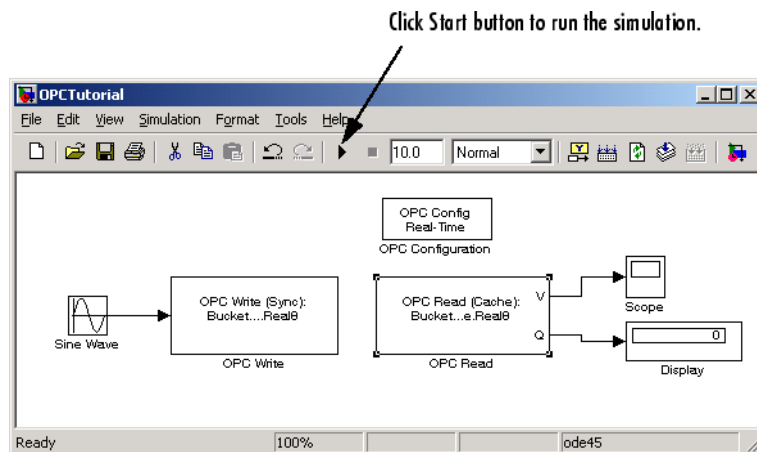 Click Start button to run the simulation.
OPCTutorial
File Edit View Simulation Format Tools Help
10.0 Normal
OPC Config
Real-Time
OPC Configuration
OPC Write (Sync):
Bucket....Real8
OPC Read (Cache):
Bucket...e.Real8
V
Q
Scope
Sine Wave
OPC Write
OPC Read
0
Display
Ready 100% ode45